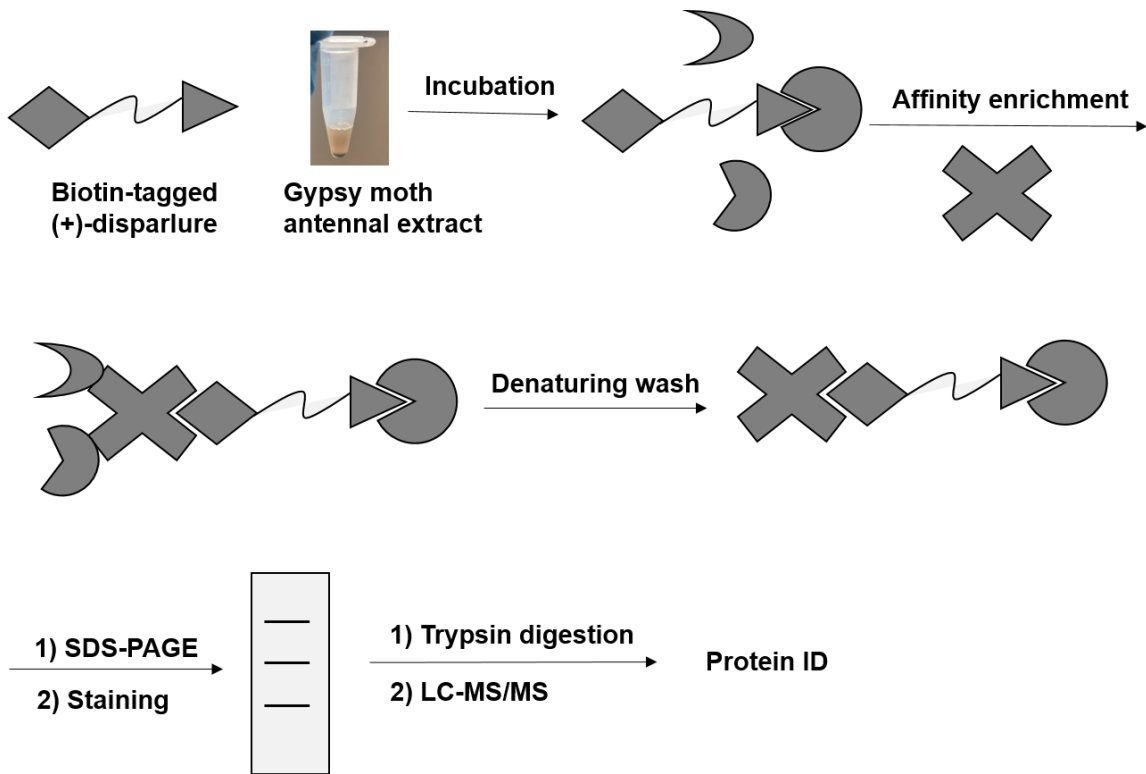 Incubation
Affinity enrichment
Biotin-tagged
(+)-disparlure
Gypsy moth
antennal extract
Denaturing wash
1) SDS-PAGE
2) Staining
1) Trypsin digestion
2) LC-MS/MS
Protein ID